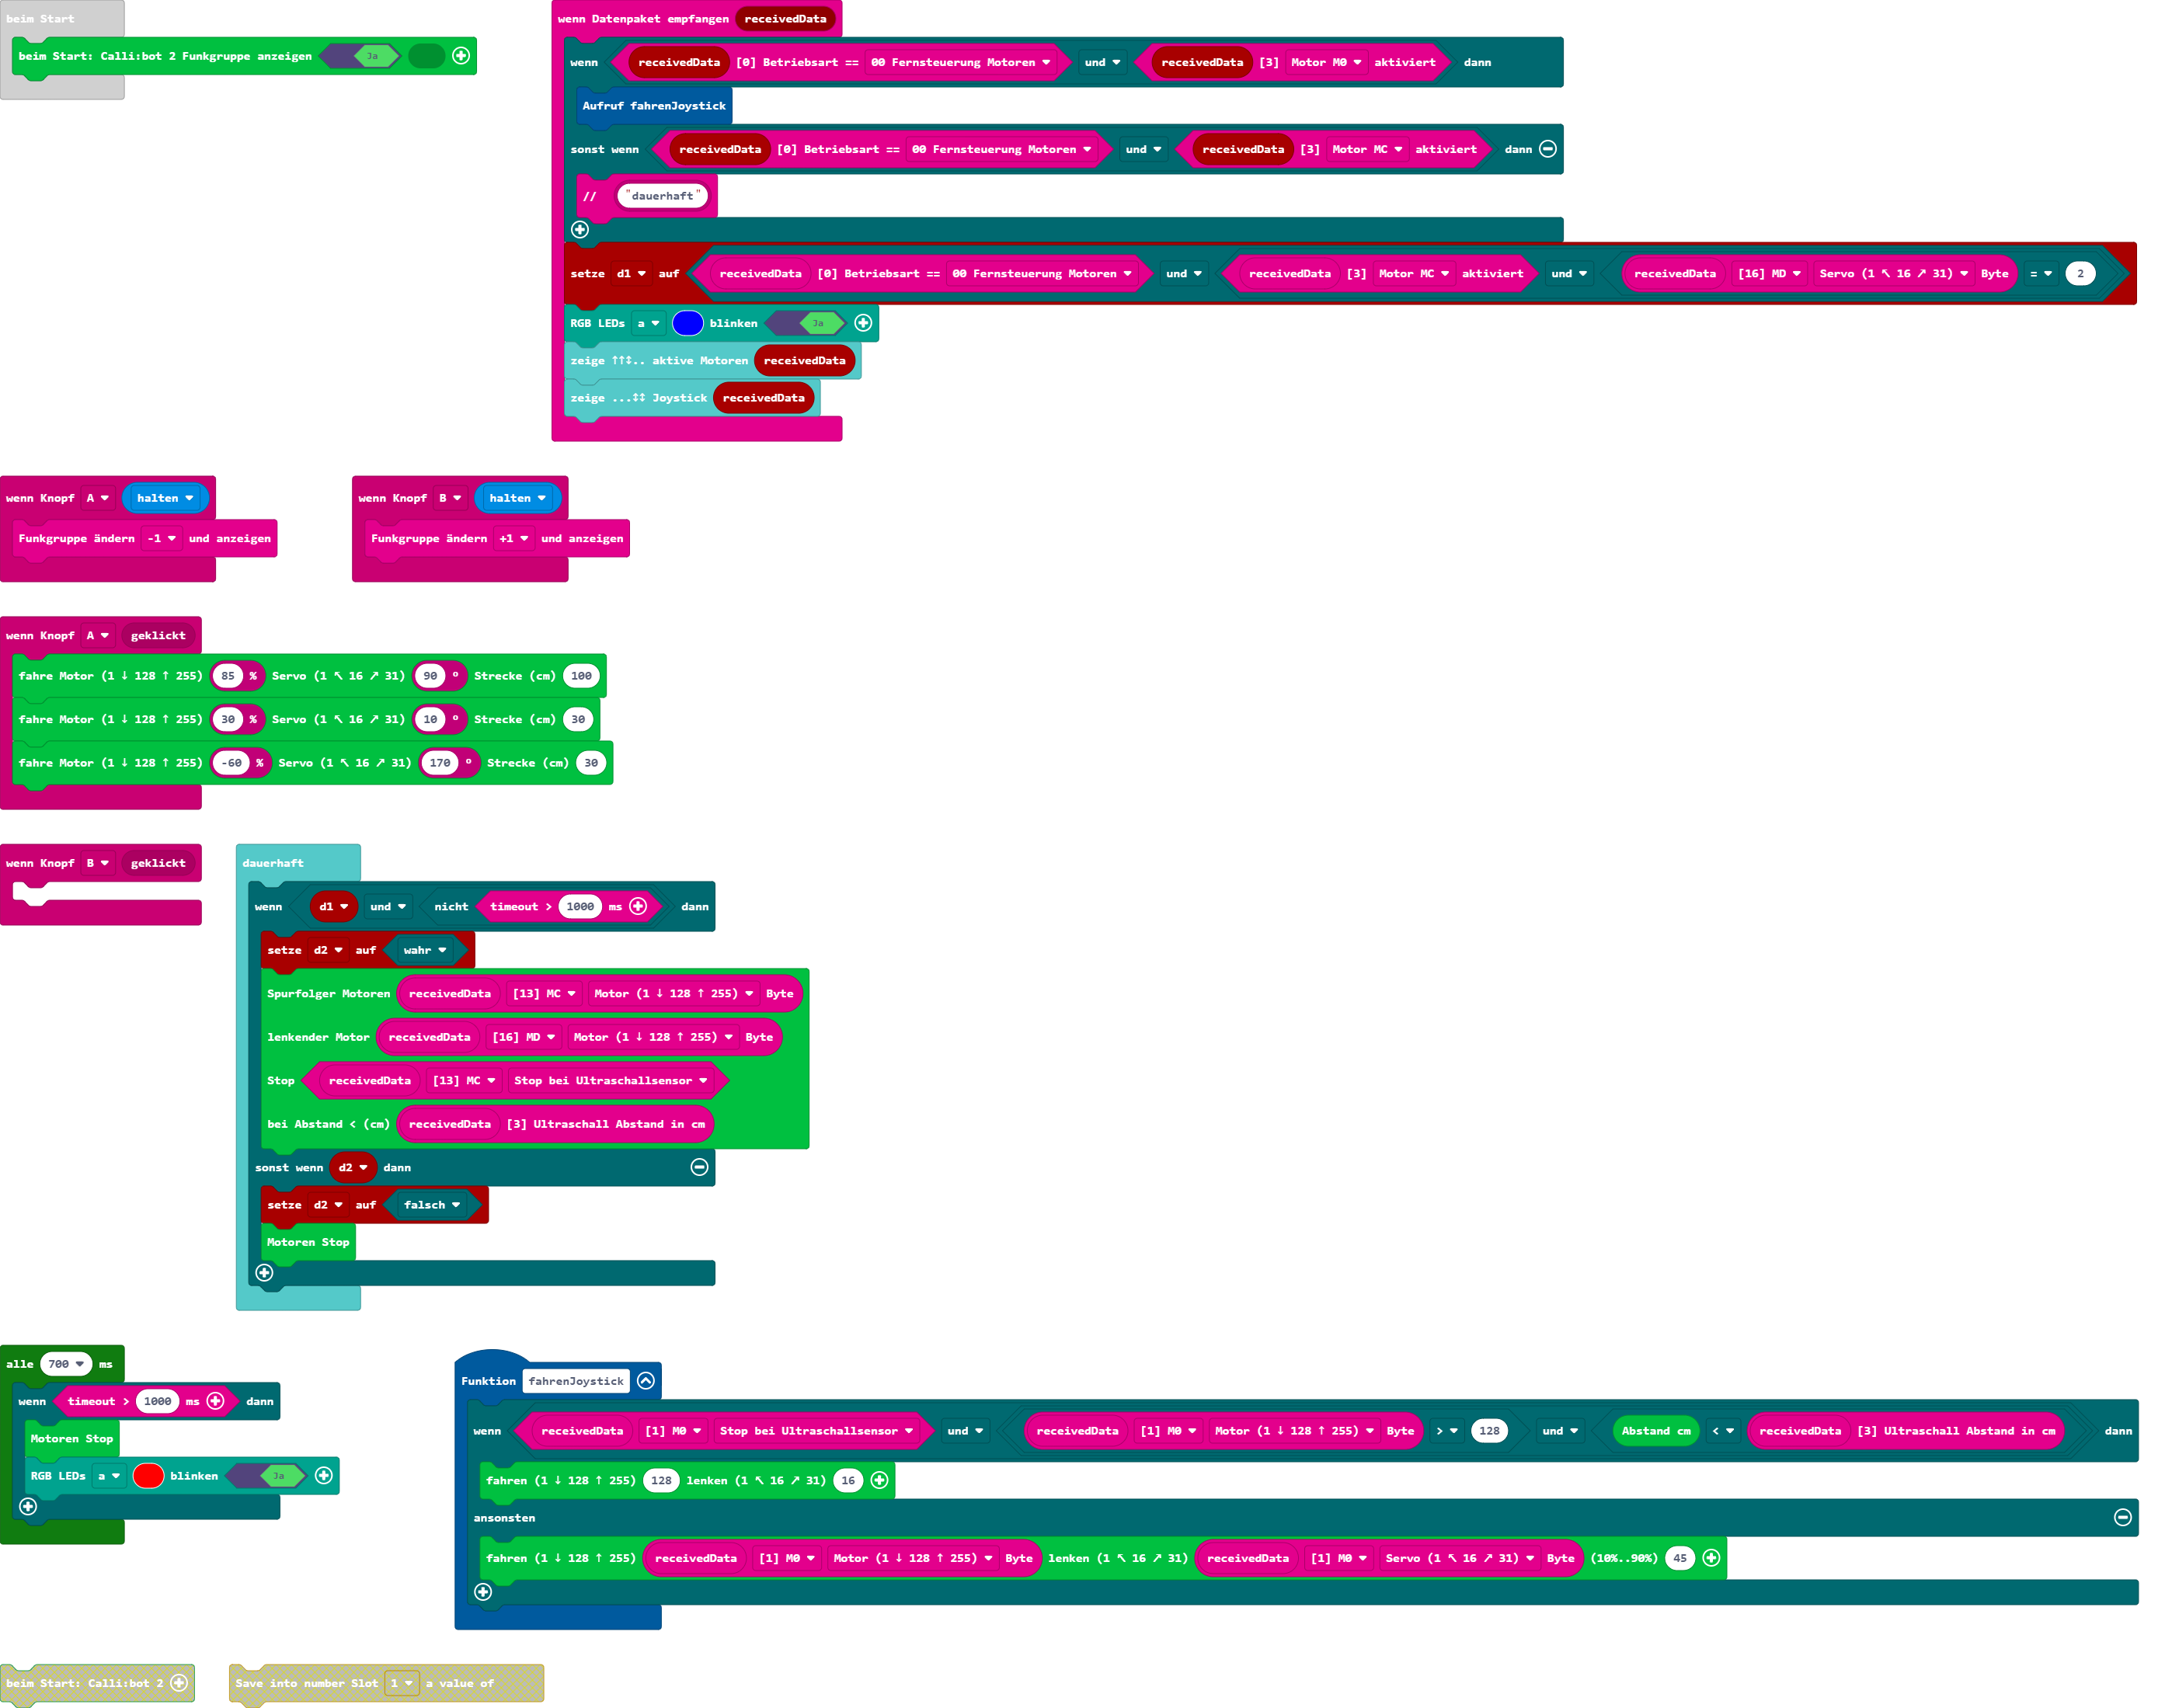 beim Start
beim Start: Calli:bot 2 Funkgruppe anzeigen Ja
wenn Datenpaket empfangen receivedData
wenn receivedData [0] Betriebsart == 00 Fernsteuerung Motoren und receivedData [3] Motor M0 aktiviert dann
Aufruf fahrenJoystick
sonst wenn receivedData [0] Betriebsart == 00 Fernsteuerung Motoren und receivedData [3] Motor MC aktiviert dann
// "dauerhaft"
setze d1 auf receivedData [0] Betriebsart == 00 Fernsteuerung Motoren und receivedData [3] Motor MC aktiviert und receivedData [16] MD Servo (1 ↖ 16 ↗ 31) Byte = 2
RGB LEDs a blinken Ja
zeige ↑↑↕.. aktive Motoren receivedData
zeige ...↕↕ Joystick receivedData
wenn Knopf A halten
Funkgruppe ändern -1 und anzeigen
wenn Knopf B halten
Funkgruppe ändern +1 und anzeigen
wenn Knopf A geklickt
fahre Motor (1 ↓ 128 ↑ 255) 85 % Servo (1 ↖ 16 ↗ 31) 90 ° Strecke (cm) 100
fahre Motor (1 ↓ 128 ↑ 255) 30 % Servo (1 ↖ 16 ↗ 31) 10 ° Strecke (cm) 30
fahre Motor (1 ↓ 128 ↑ 255) -60 % Servo (1 ↖ 16 ↗ 31) 170 ° Strecke (cm) 30
wenn Knopf B geklickt
dauerhaft
wenn d1 und nicht timeout > 1000 ms dann
setze d2 auf wahr
Spurfolger Motoren receivedData [13] MC Motor (1 ↓ 128 ↑ 255) Byte
lenkender Motor receivedData [16] MD Motor (1 ↓ 128 ↑ 255) Byte
Stop receivedData [13] MC Stop bei Ultraschallsensor
bei Abstand < (cm) receivedData [3] Ultraschall Abstand in cm
sonst wenn d2 dann
setze d2 auf falsch
Motoren Stop
alle 700 ms
wenn timeout > 1000 ms dann
Motoren Stop
RGB LEDs a blinken Ja
Funktion fahrenJoystick
wenn receivedData [1] M0 Stop bei Ultraschallsensor und receivedData [1] M0 Motor (1 ↓ 128 ↑ 255) Byte > 128 und Abstand cm < receivedData [3] Ultraschall Abstand in cm dann
fahren (1 ↓ 128 ↑ 255) 128 lenken (1 ↖ 16 ↗ 31) 16
ansonsten
fahren (1 ↓ 128 ↑ 255) receivedData [1] M0 Motor (1 ↓ 128 ↑ 255) Byte lenken (1 ↖ 16 ↗ 31) receivedData [1] M0 Servo (1 ↖ 16 ↗ 31) Byte (10%..90%) 45
beim Start: Calli:bot 2
Save into number Slot 1 a value of